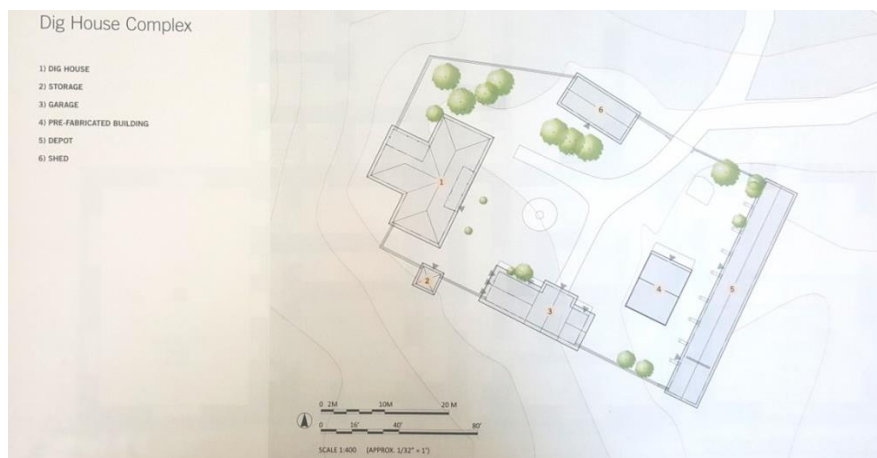 Dig House Complex
1) DIG HOUSE
2) STORAGE
3) GARAGE
4) PRE-FABRICATED BUILDING
5) DEPOT
6) SHED
6
1
2
3
4
5
0 2M 10M 20 M
0 16' 40' 80'
SCALE 1:400 (APPROX. 1/32" = 1')